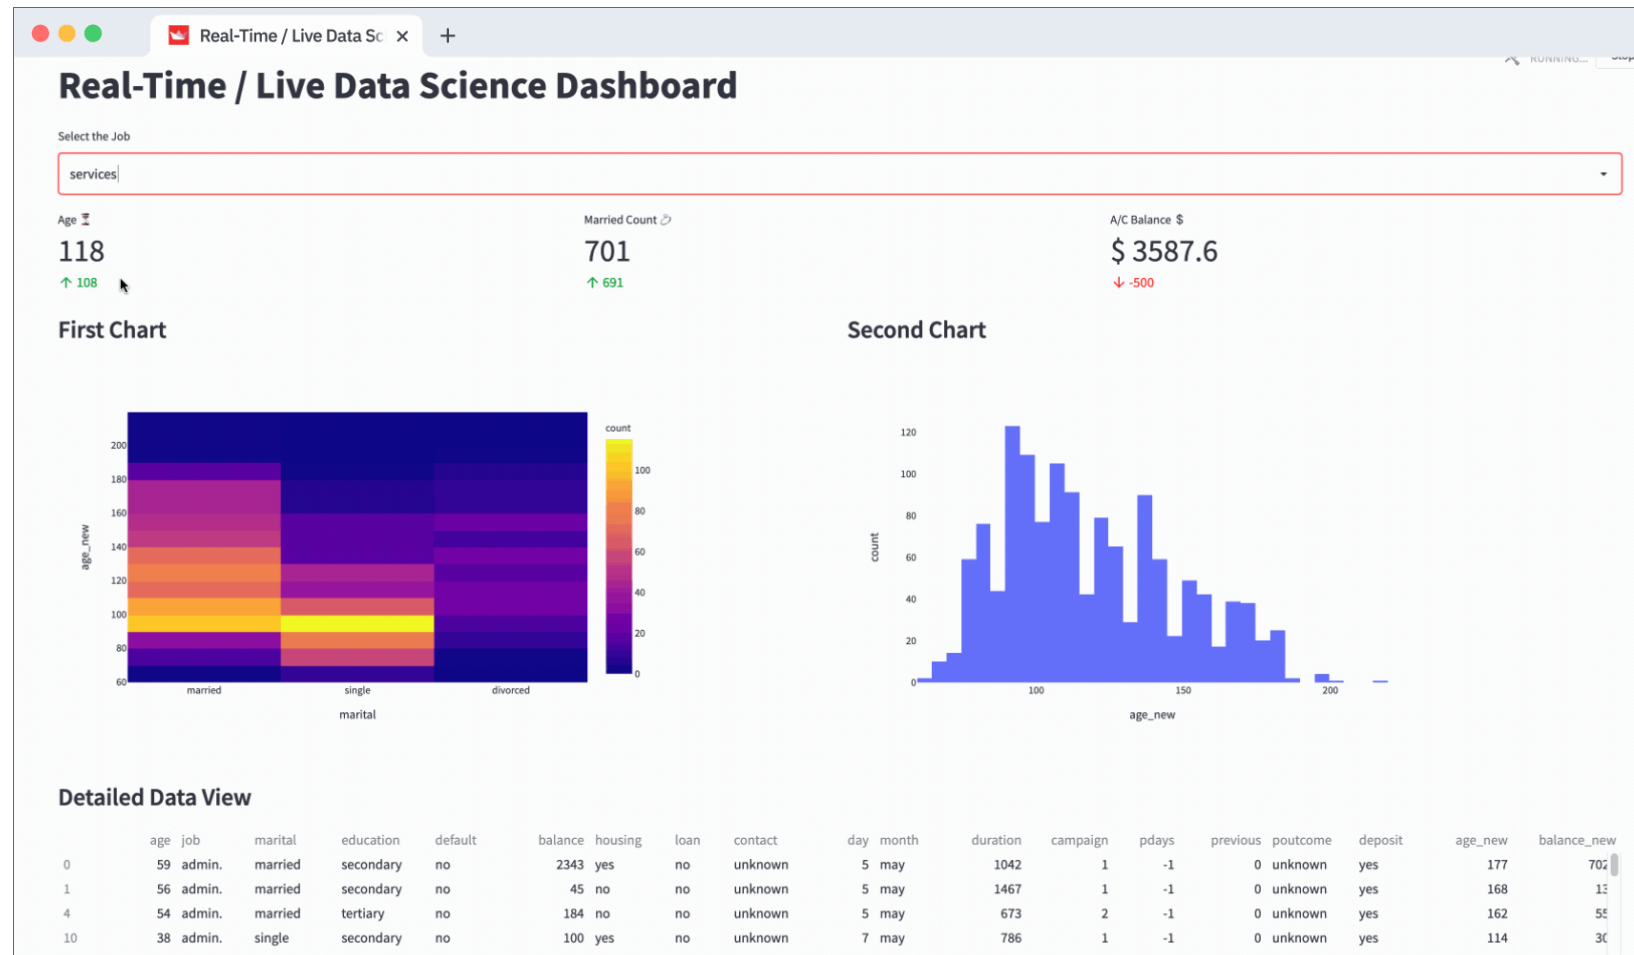 Real-Time / Live Data Sc
RUNNING...
Stop
Real-Time / Live Data Science Dashboard
Select the Job
services
Age
118
108
Married Count
701
691
A/C Balance $
$ 3587.6
-500
First Chart
count
200
180
160
140
120
100
80
60
age_new
married single divorced
marital
100
80
60
40
20
0
Second Chart
120
100
80
60
40
20
0
count
100 150 200
age_new
Detailed Data View
age job marital education default balance housing loan contact day month duration campaign pdays previous poutcome deposit age_new balance_new
0 59 admin. married secondary no 2343 yes no unknown 5 may 1042 1 -1 0 unknown yes 177 702
1 56 admin. married secondary no 45 no no unknown 5 may 1467 1 -1 0 unknown yes 168 13
4 54 admin. married tertiary no 184 no no unknown 5 may 673 2 -1 0 unknown yes 162 55
10 38 admin. single secondary no 100 yes no unknown 7 may 786 1 -1 0 unknown yes 114 30